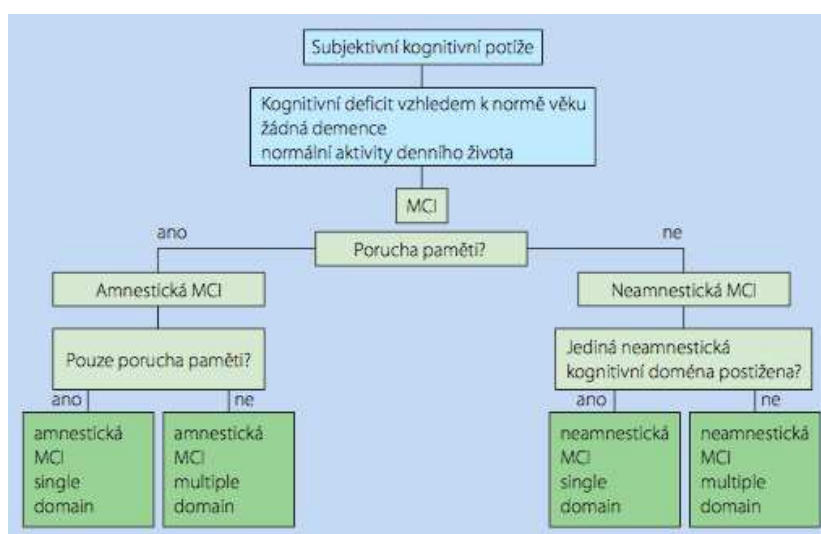 Subjektivní kognitivní potíže
Kognitivní deficit vzhledem k normě věku
žádná demence
normální aktivity denního života
MCI
Porucha paměti?
ano
ne
Amnestická MCI
Neamnestická MCI
Pouze porucha paměti?
Jediná neamnestická
kognitivní doména postižena?
ano
ne
ano
ne
amnestická
MCI
single
domain
amnestická
MCI
multiple
domain
neamnestická
MCI
single
domain
neamnestická
MCI
multiple
domain